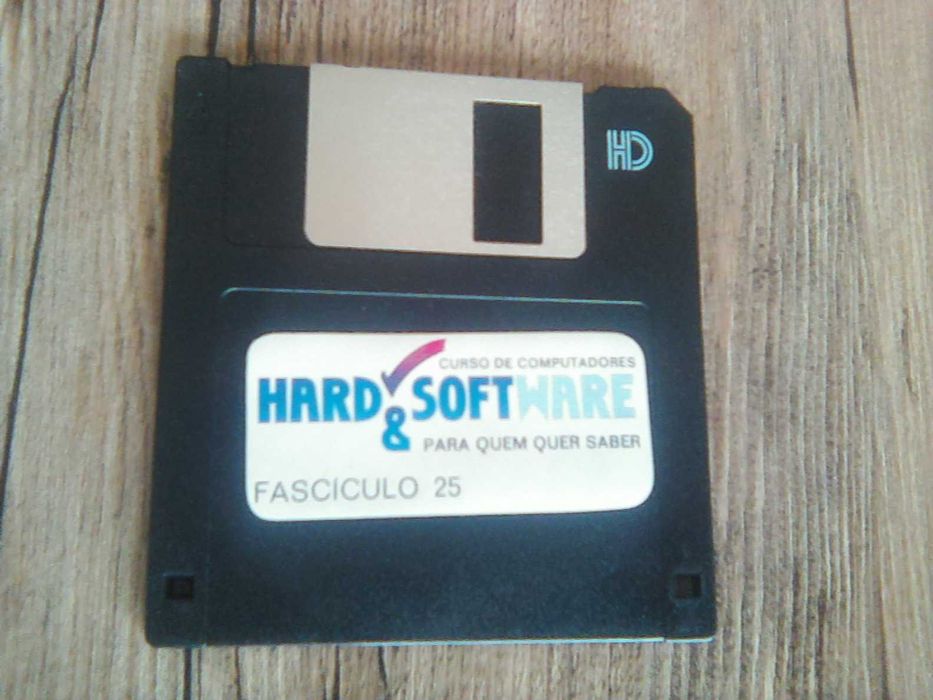 HD
CURSO DE COMPUTADORES
HARD & SOFTWARE
PARA QUEM QUER SABER
FASCICULO 25